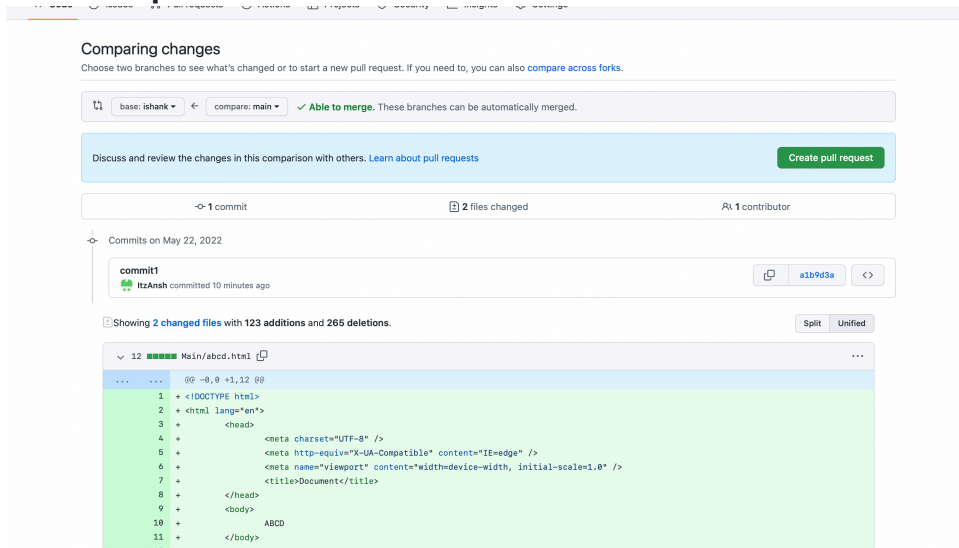 Comparing changes
Choose two branches to see what's changed or to start a new pull request. If you need to, you can also compare across forks.
base: ishank ← compare: main ✓ Able to merge. These branches can be automatically merged.
Discuss and review the changes in this comparison with others. Learn about pull requests Create pull request
1 commit 2 files changed 1 contributor
Commits on May 22, 2022
commit1
ItzAnsh committed 10 minutes ago a1b9d3a <>
Showing 2 changed files with 123 additions and 265 deletions. Split Unified
12 Main/abcd.html ...
... ... @@ -0,0 +1,12 @@
1 + <!DOCTYPE html>
2 + <html lang="en">
3 + <head>
4 + <meta charset="UTF-8" />
5 + <meta http-equiv="X-UA-Compatible" content="IE=edge" />
6 + <meta name="viewport" content="width=device-width, initial-scale=1.0" />
7 + <title>Document</title>
8 + </head>
9 + <body>
10 + ABCD
11 + </body>